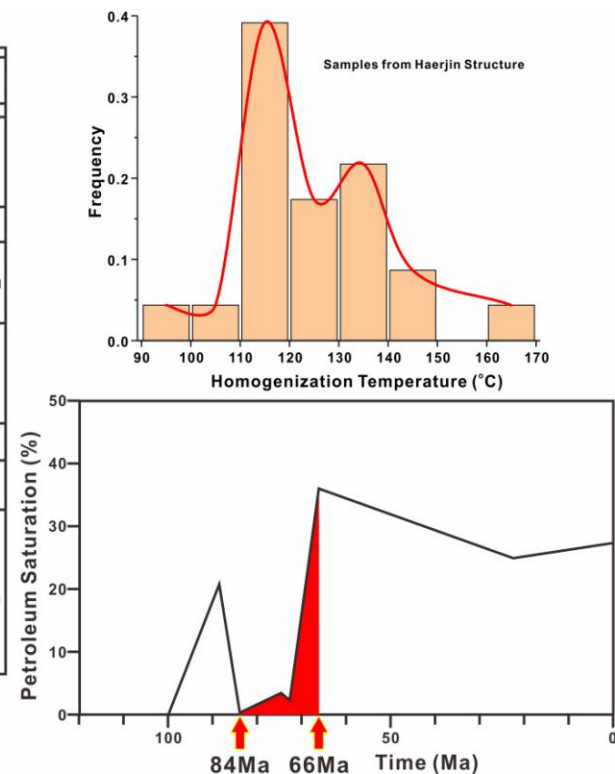 Samples from Haerjin Structure
Frequency
0.4
0.3
0.2
0.1
0.0
90 100 110 120 130 140 150 160 170
Homogenization Temperature (°C)
Petroleum Saturation (%)
50
40
30
20
10
0
100 50 0
84Ma 66Ma Time (Ma)